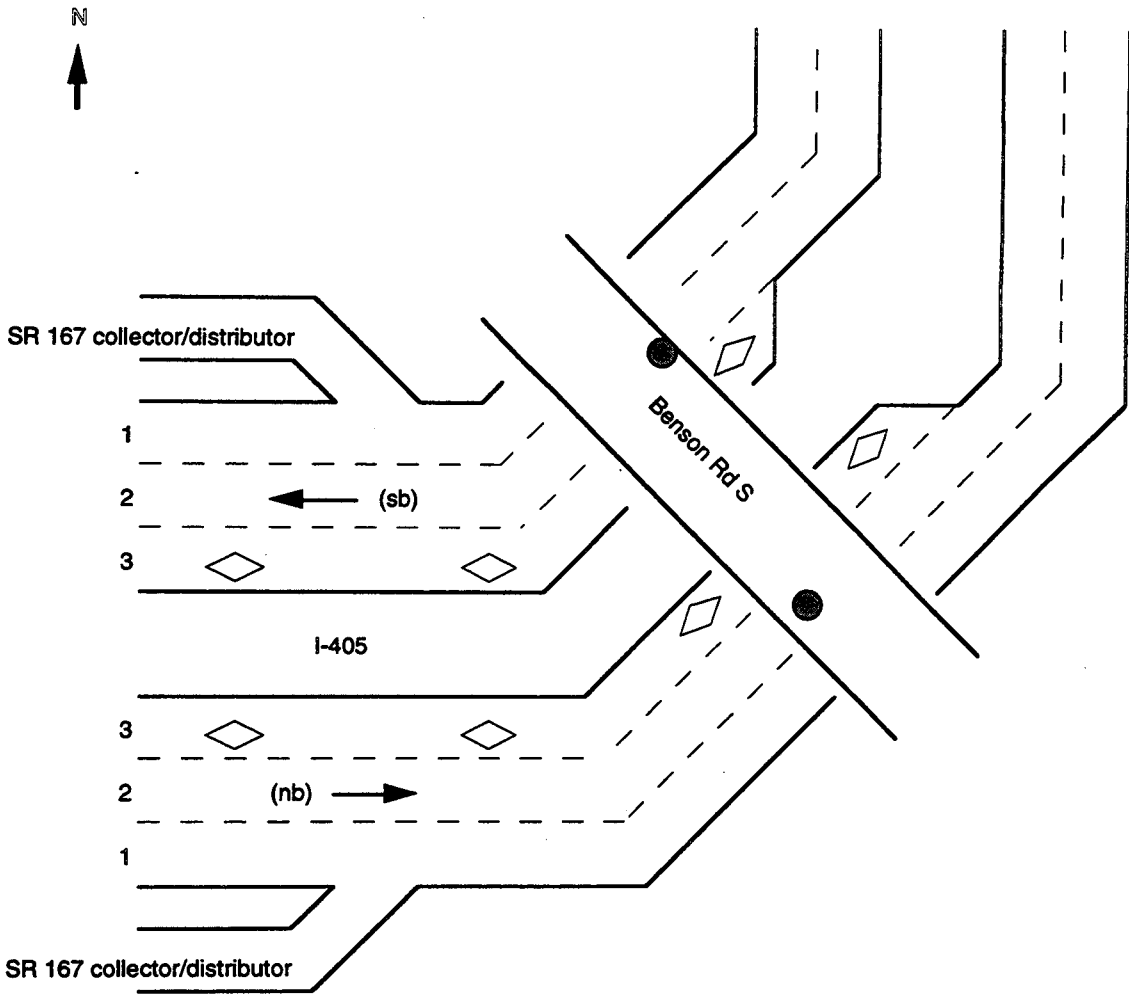 N
SR 167 collector/distributor
Benson Rd S
1
2
(sb)
3
I-405
3
2
(nb)
1
SR 167 collector/distributor